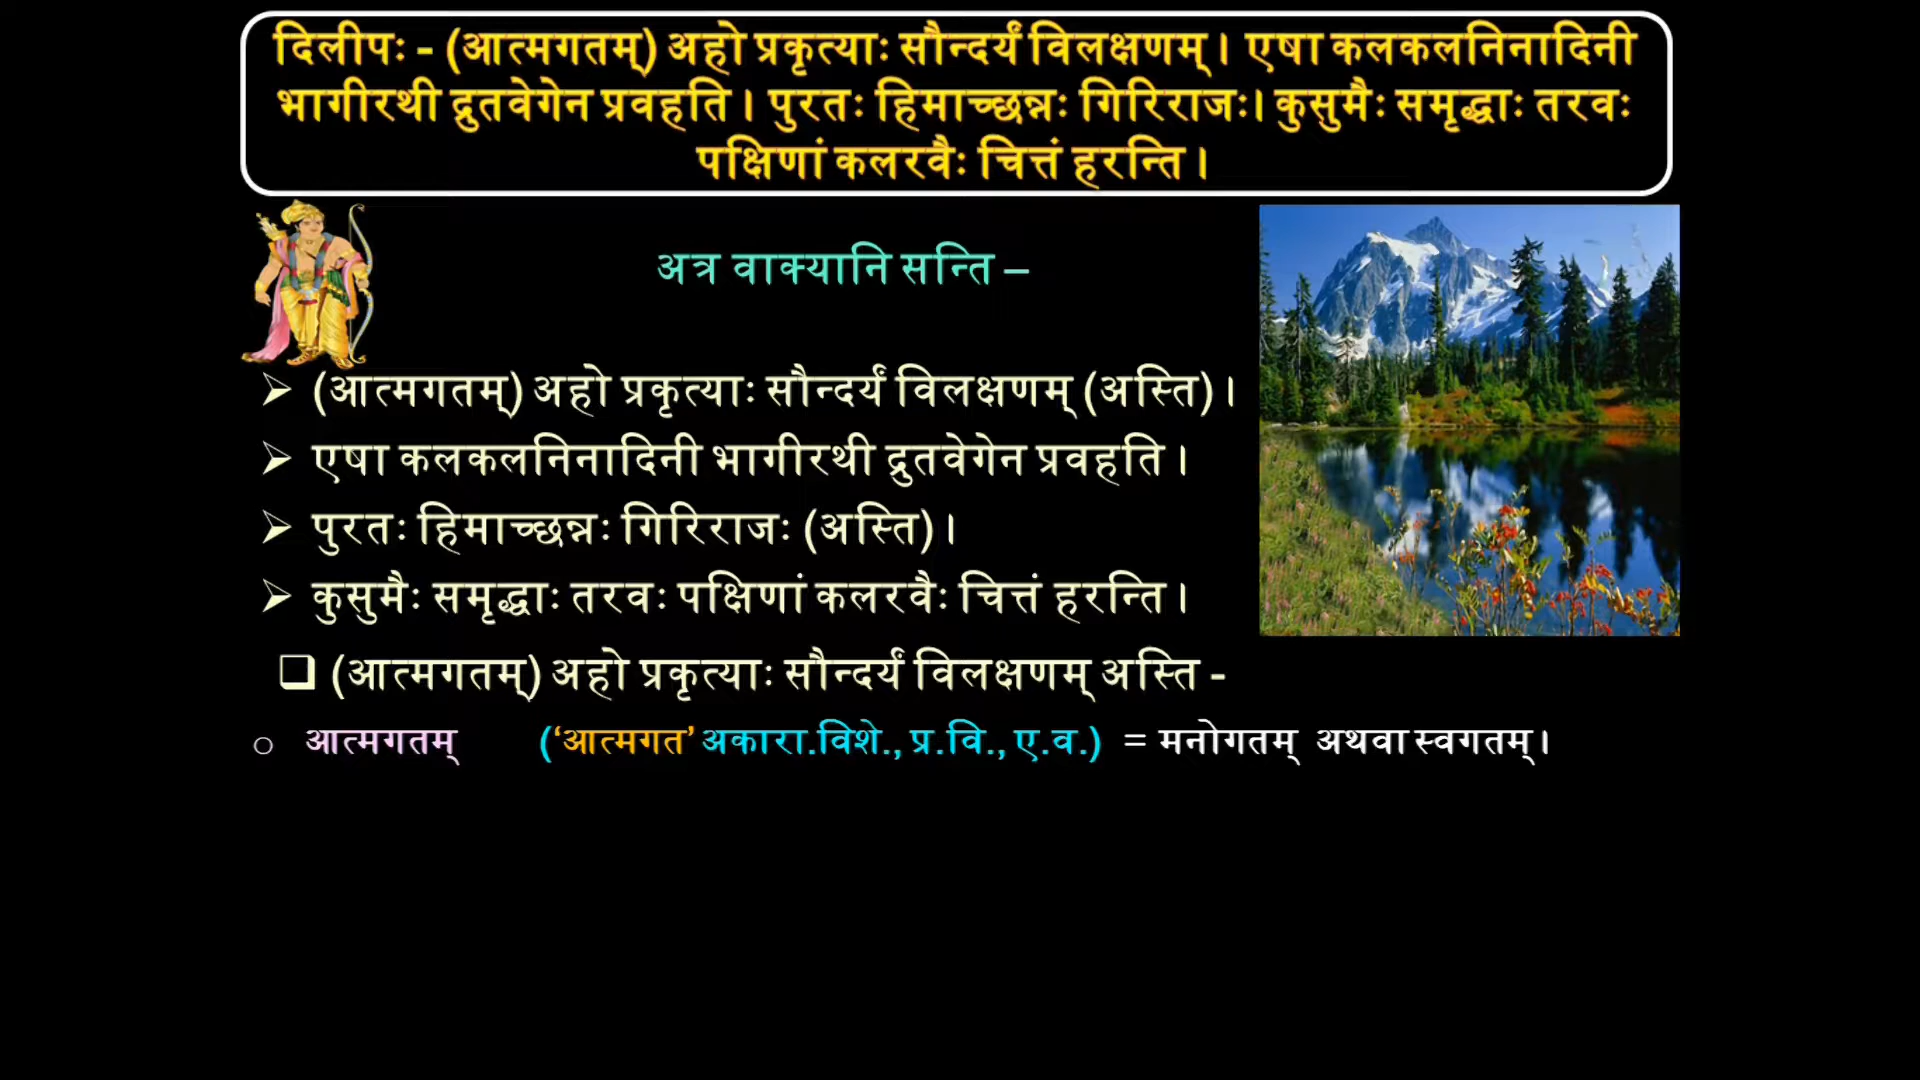 दिलीपः - (आत्मगतम्) अहो प्रकृत्याः सौन्दर्यं विलक्षणम् । एषा कलकलनिनादिनी
भागीरथी द्रुतवेगेन प्रवहति । पुरतः हिमाच्छन्नः गिरिराजः। कुसुमैः समृद्धाः तरवः
पक्षिणां कलरवैः चित्तं हरन्ति ।
अत्र वाक्यानि सन्ति –
➢ (आत्मगतम्) अहो प्रकृत्याः सौन्दर्यं विलक्षणम् (अस्ति) ।
➢ एषा कलकलनिनादिनी भागीरथी द्रुतवेगेन प्रवहति ।
➢ पुरतः हिमाच्छन्नः गिरिराजः (अस्ति) ।
➢ कुसुमैः समृद्धाः तरवः पक्षिणां कलरवैः चित्तं हरन्ति ।
❑ (आत्मगतम्) अहो प्रकृत्याः सौन्दर्यं विलक्षणम् अस्ति -
○ आत्मगतम् (‘आत्मगत’ अकारा.विशे., प्र.वि., ए.व.) = मनोगतम् अथवा स्वगतम् ।